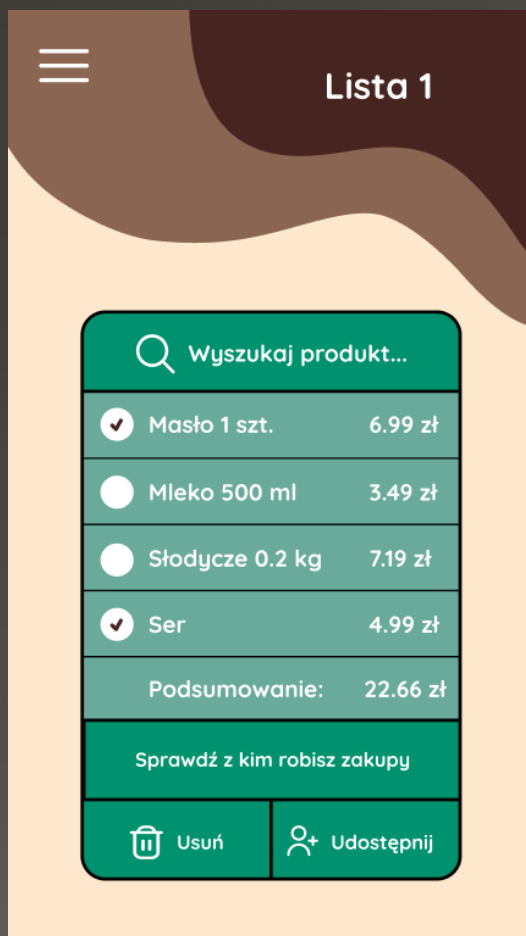 Lista 1
Wyszukaj produkt...
Masło 1 szt. 6.99 zł
Mleko 500 ml 3.49 zł
Słodycze 0.2 kg 7.19 zł
Ser 4.99 zł
Podsumowanie: 22.66 zł
Sprawdź z kim robisz zakupy
Usuń Udostępnij